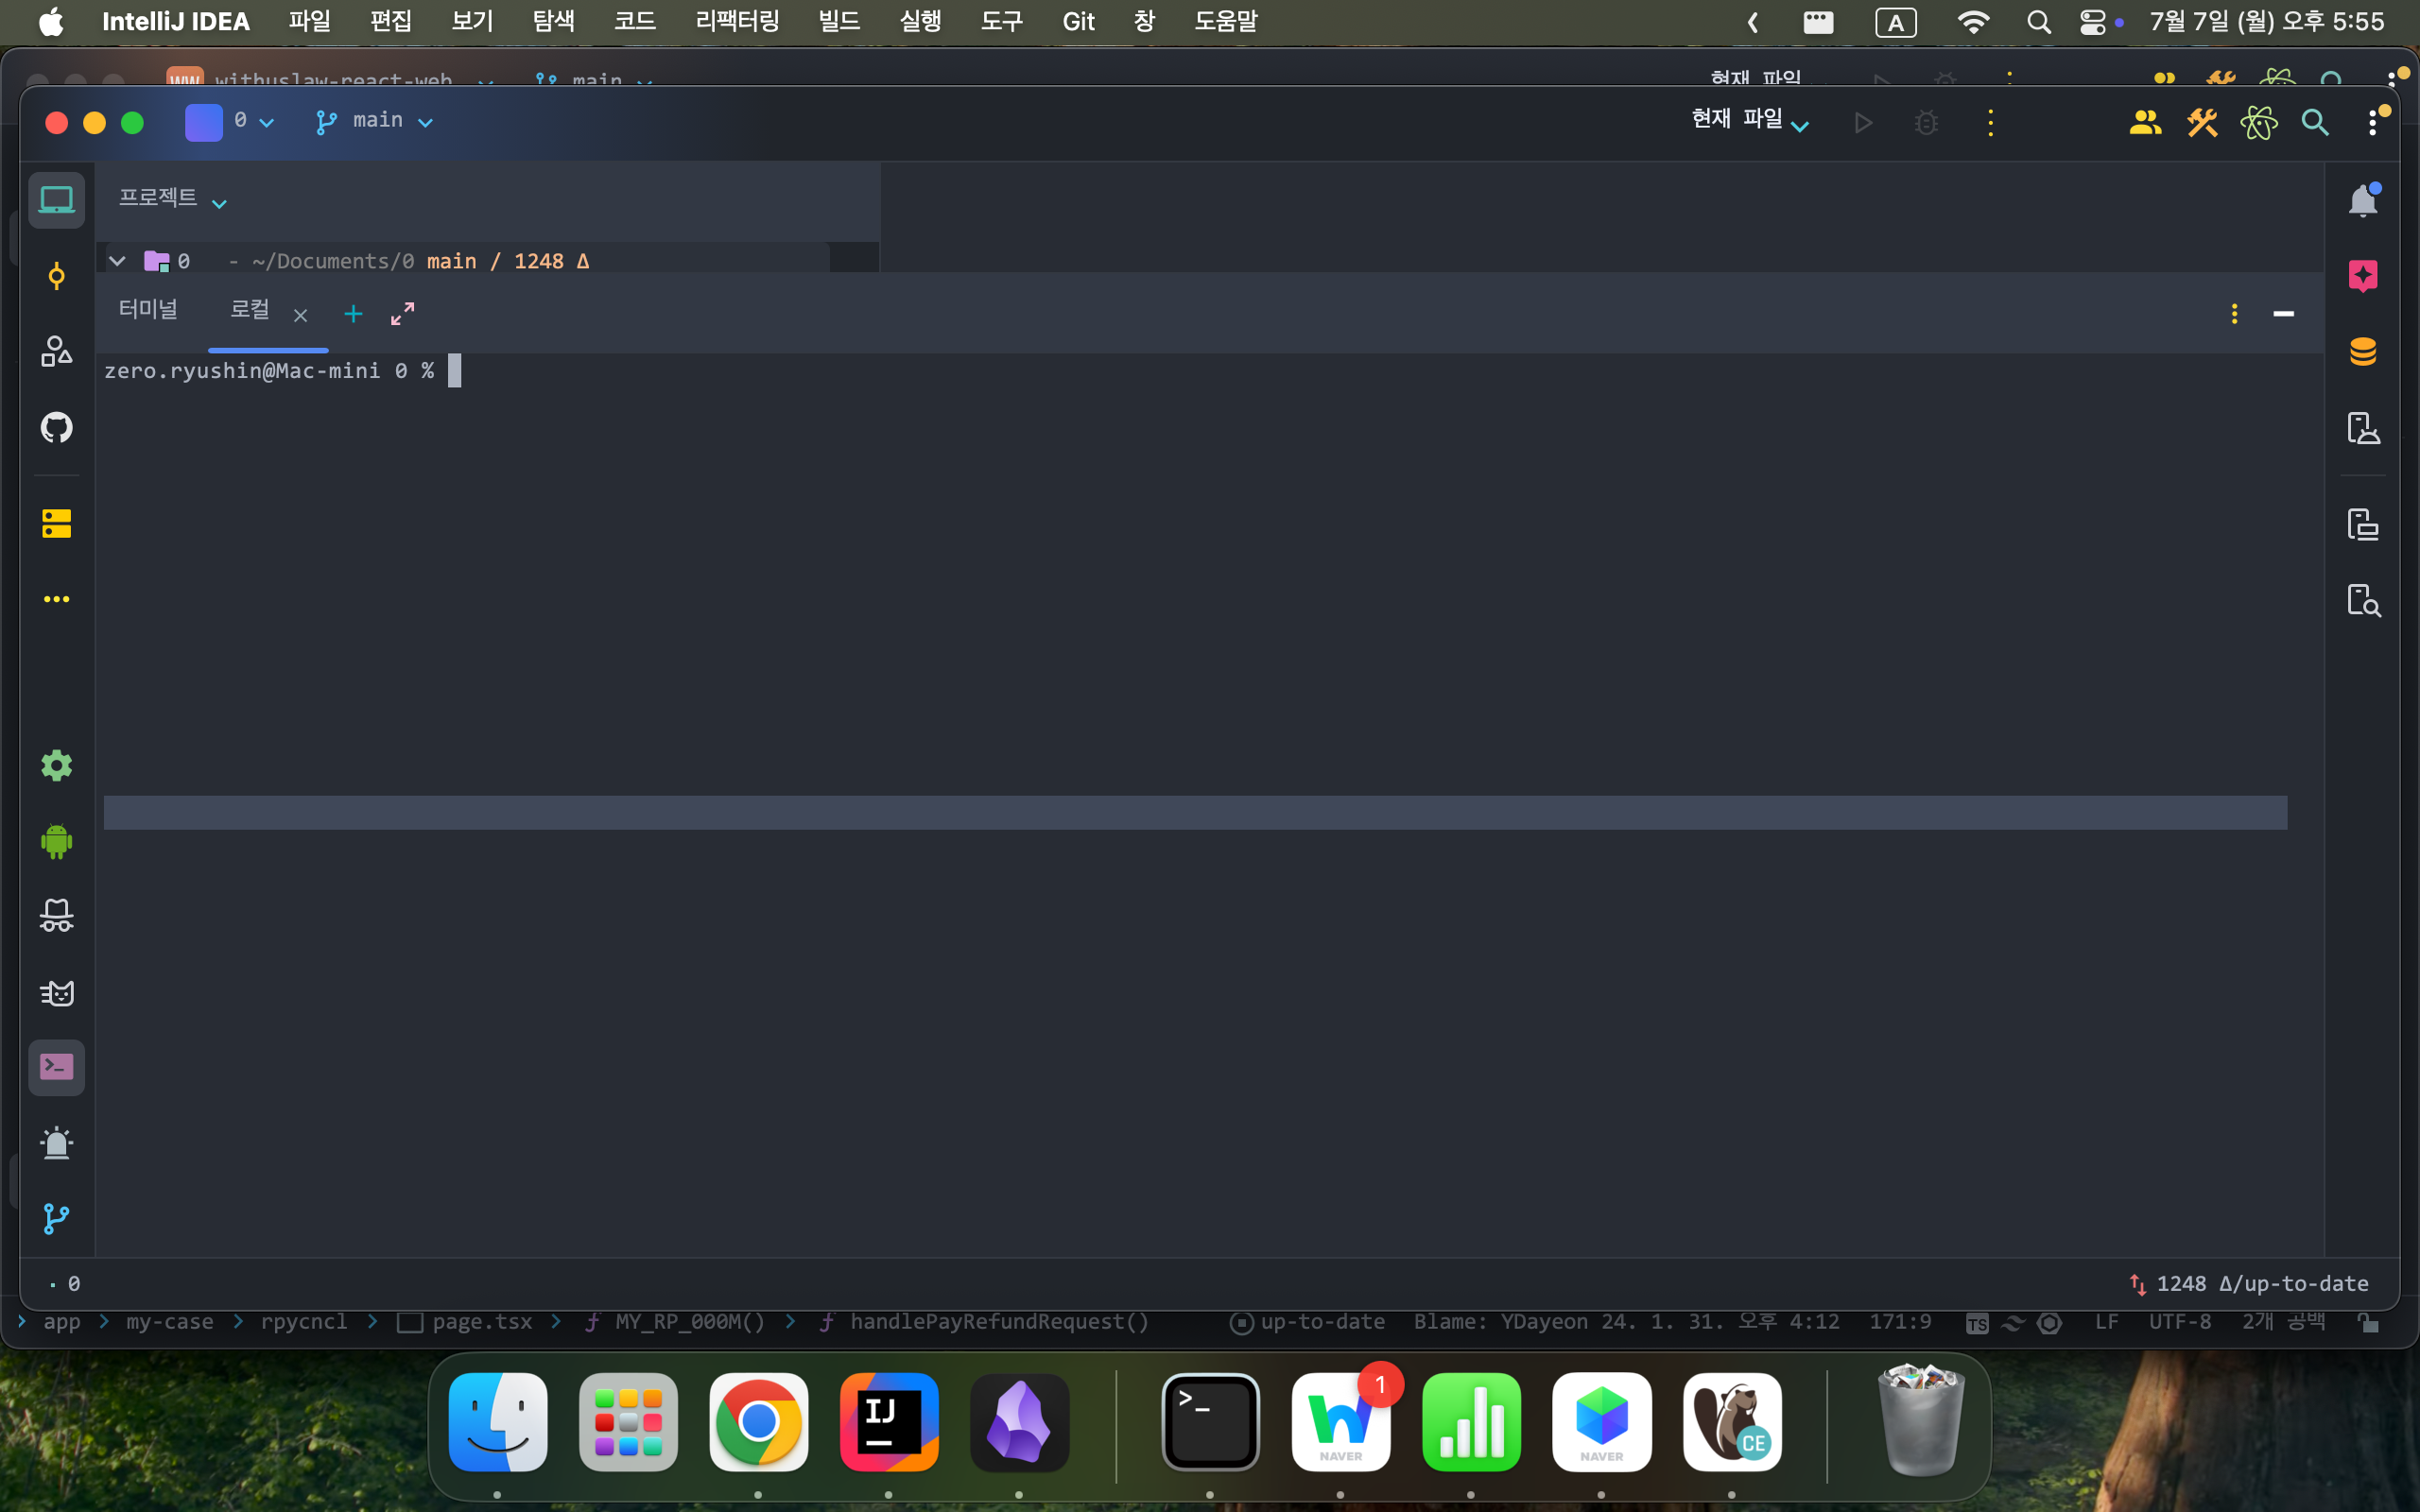 IntelliJ IDEA 파일 편집 보기 탐색 코드 리팩터링 빌드 실행 도구 Git 창 도움말 A 7월 7일 (월) 오후 5:55
WW withuslaw-react-web main 현재 파일
0 main 현재 파일
프로젝트
0 - ~/Documents/0 main / 1248 Δ
터미널 로컬
zero.ryushin@Mac-mini 0 %
0 1248 Δ/up-to-date
app my-case rpycncl page.tsx MY_RP_000M() handlePayRefundRequest() up-to-date Blame: YDayeon 24. 1. 31. 오후 4:12 171:9 TS LF UTF-8 2개 공백
IJ >_ 1 NAVER NAVER CE